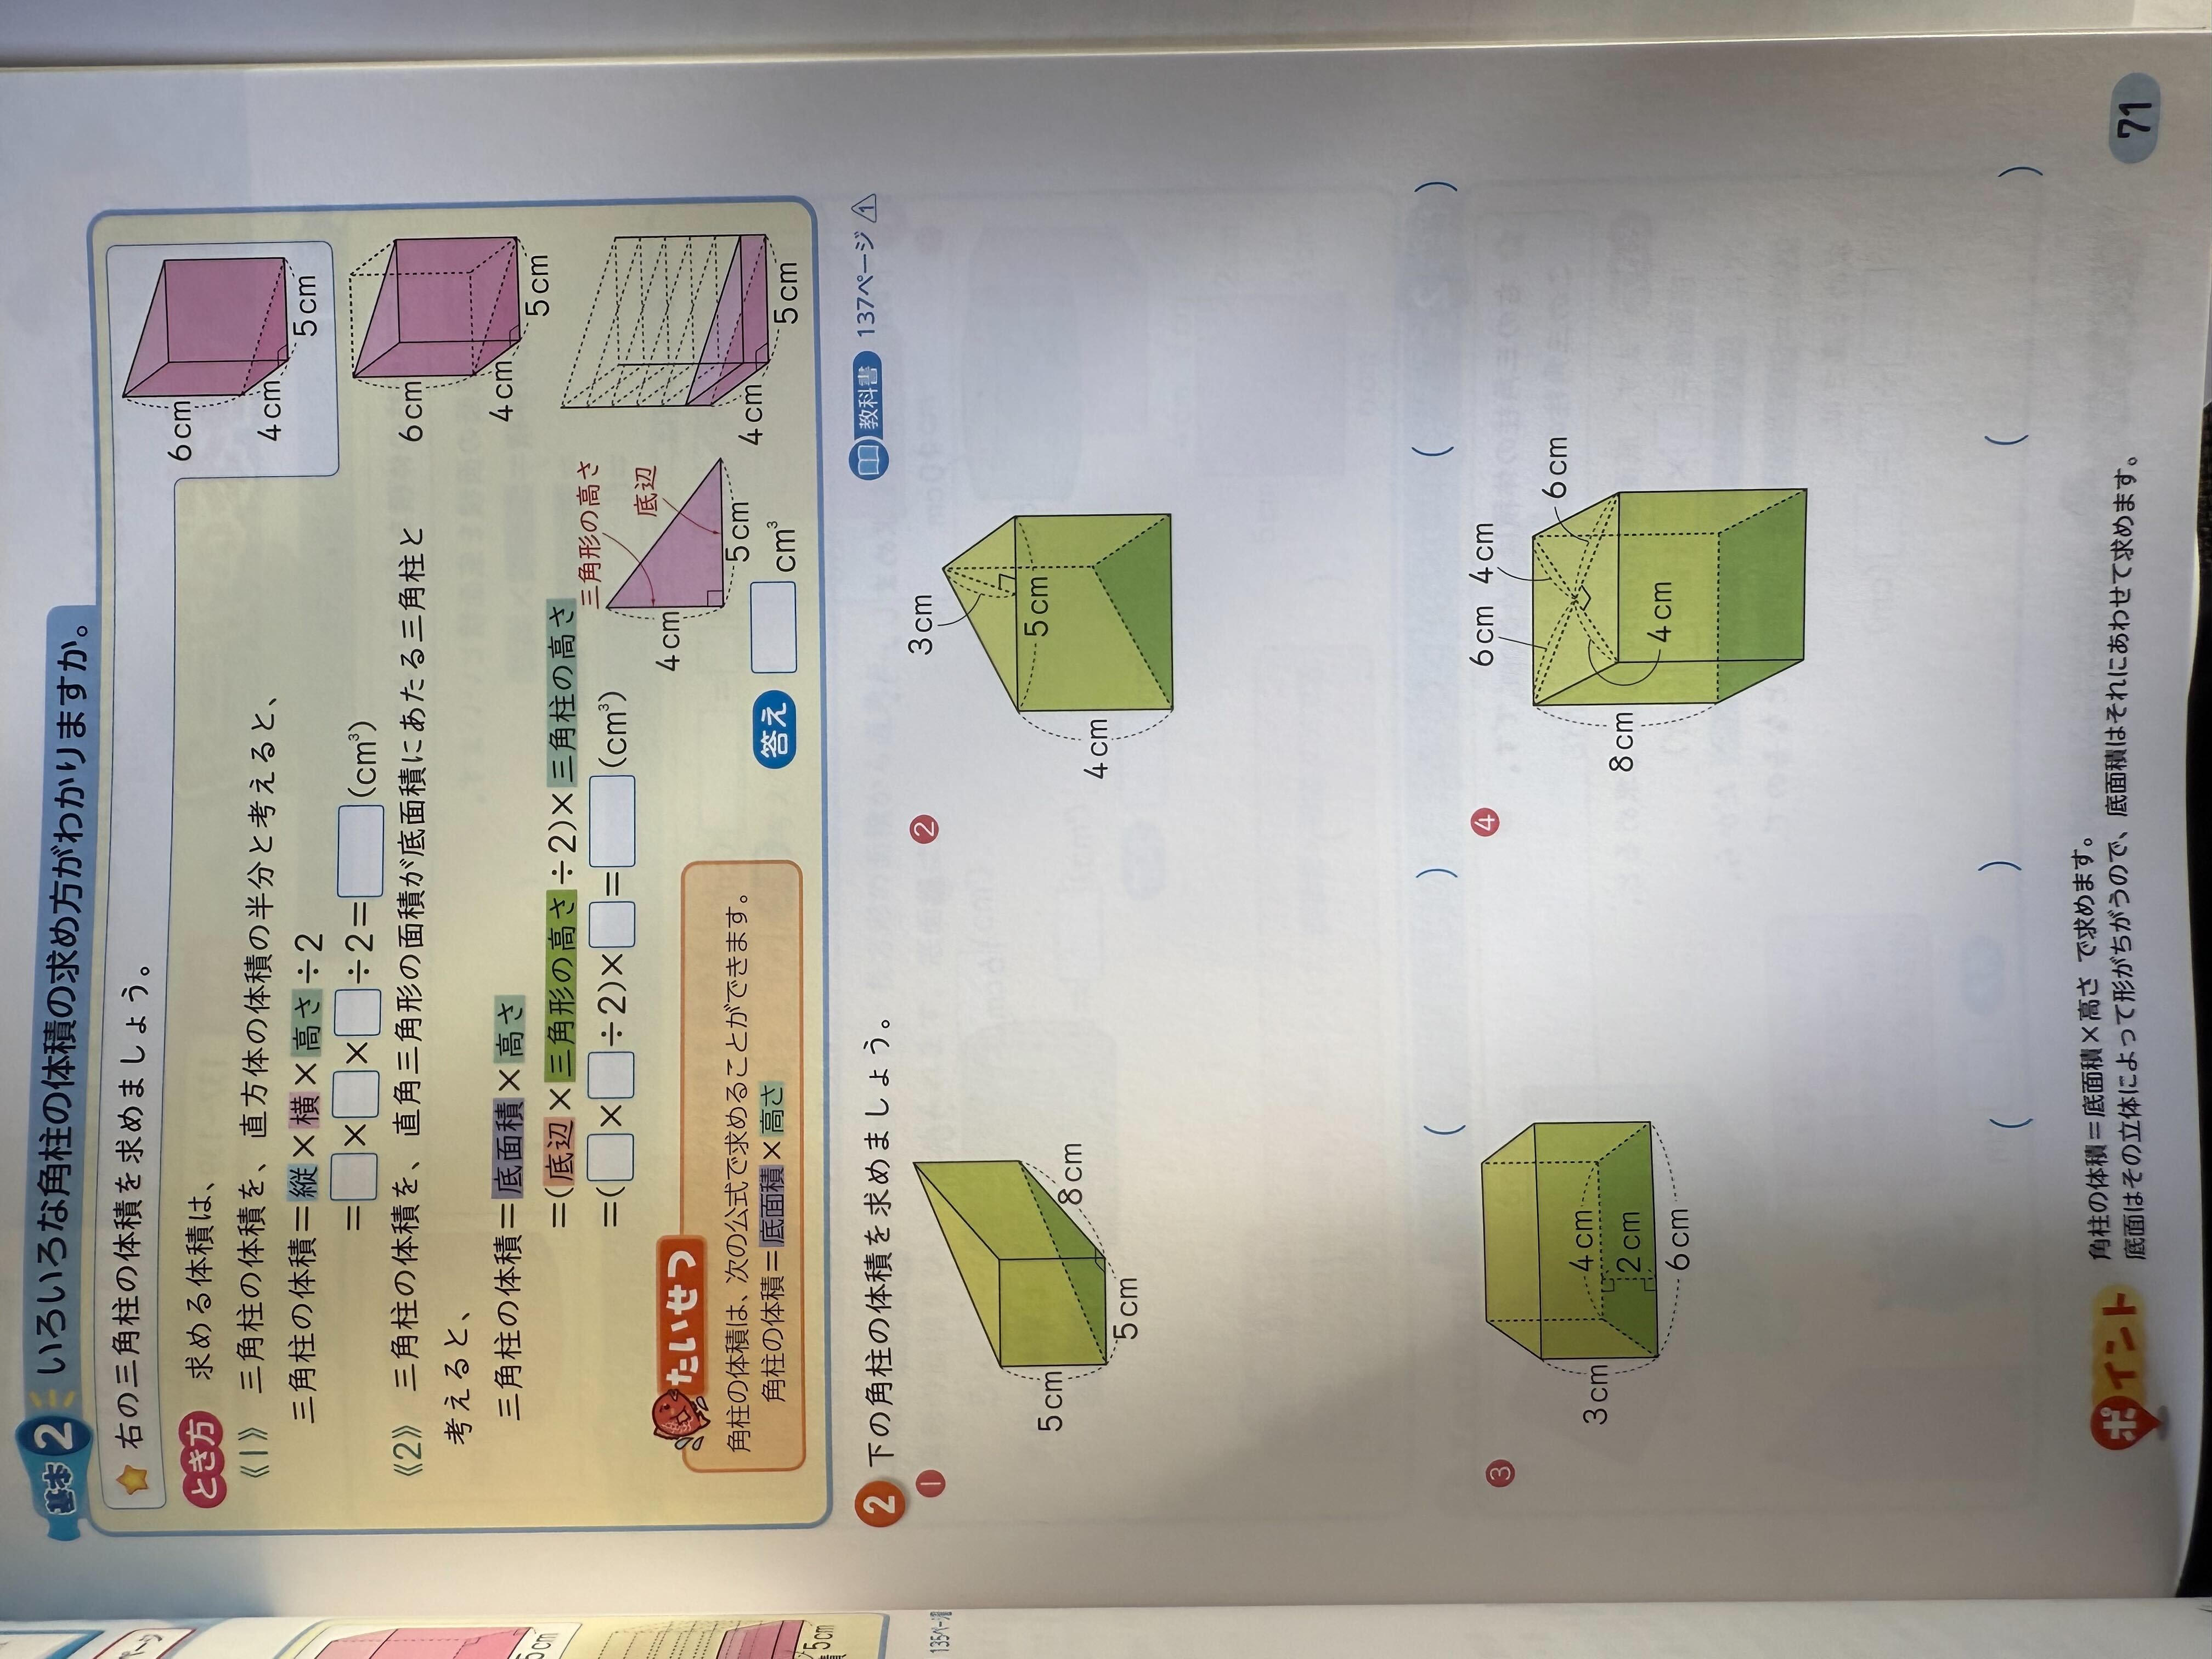 基本 2 いろいろな角柱の体積の求め方がわかりますか。
右の三角柱の体積を求めましょう。
6cm
4cm
5cm
とき方 求める体積は、
《1》 三角柱の体積を、直方体の体積の半分と考えると、
三角柱の体積=縦×横×高さ÷2
=□×□×□÷2=□(cm³)
6cm
4cm
5cm
《2》 三角柱の体積を、直角三角形の面積が底面積にあたる三角柱と
考えると、
三角柱の体積=底面積×高さ
=(底辺×三角形の高さ÷2)×三角柱の高さ
=(□×□÷2)×□=□(cm³)
三角形の高さ
底辺
4cm
5cm
4cm
5cm
たいせつ
角柱の体積は、次の公式で求めることができます。
角柱の体積=底面積×高さ
答え □cm³
2 下の角柱の体積を求めましょう。
教科書 137ページ 1
1
5cm
5cm
8cm
( )
2
3cm
5cm
4cm
( )
3
4cm
2cm
3cm
6cm
( )
4
6cm 4cm 6cm
4cm
8cm
( )
ポイント
角柱の体積=底面積×高さ で求めます。
底面はその立体によって形がちがうので、底面積はそれにあわせて求めます。
71
5cm
5cm